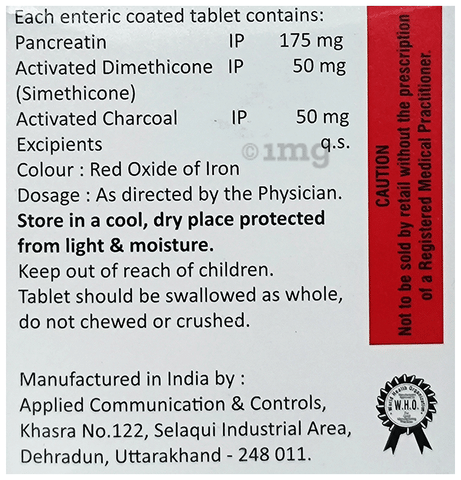 Each enteric coated tablet contains:
Pancreatin IP 175 mg
Activated Dimethicone IP 50 mg
(Simethicone)
Activated Charcoal IP 50 mg
Excipients q.s.
©1mg
Colour : Red Oxide of Iron
Dosage : As directed by the Physician.
Store in a cool, dry place protected
from light & moisture.
Keep out of reach of children.
Tablet should be swallowed as whole,
do not chewed or crushed.
Manufactured in India by :
Applied Communication & Controls,
Khasra No.122, Selaqui Industrial Area,
Dehradun, Uttarakhand - 248 011.
CAUTION
Not to be sold by retail without the prescription
of a Registered Medical Practitioner.
World Health Organisation
W.H.O.